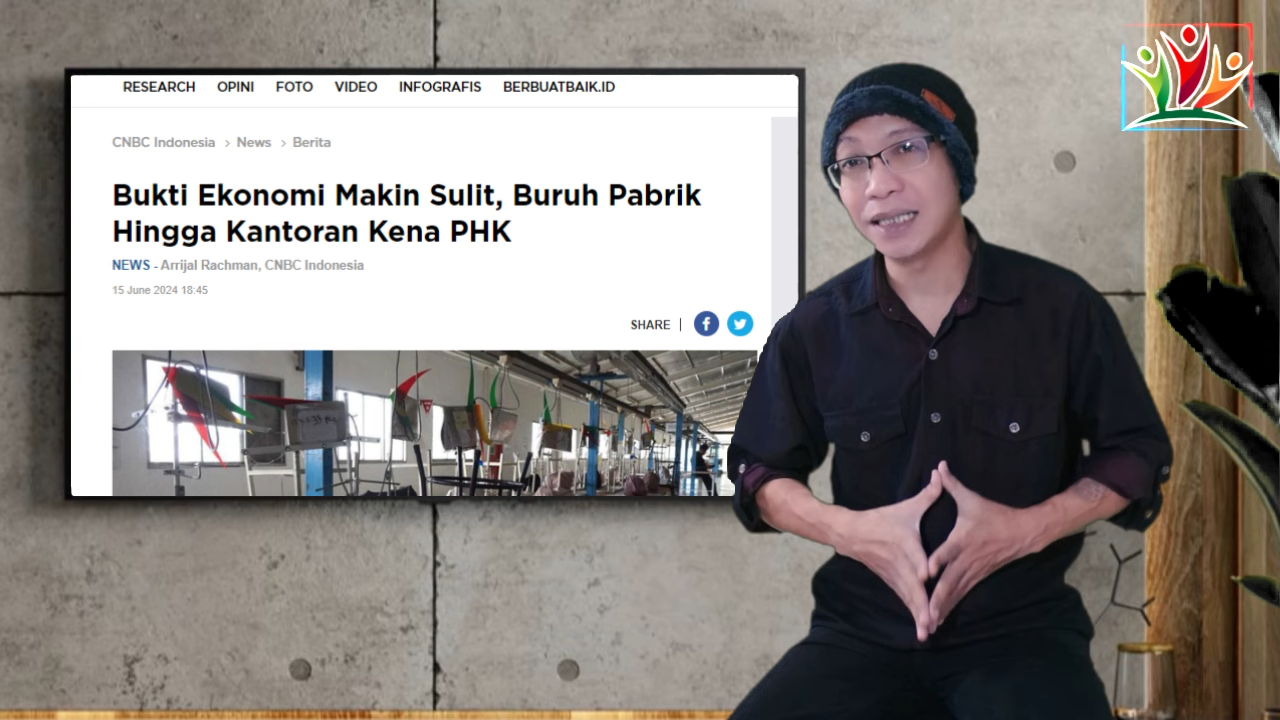 RESEARCH OPINI FOTO VIDEO INFOGRAFIS BERBUATBAIK.ID
CNBC Indonesia > News > Berita
Bukti Ekonomi Makin Sulit, Buruh Pabrik
Hingga Kantoran Kena PHK
NEWS - Arrijal Rachman, CNBC Indonesia
15 June 2024 18:45
SHARE |